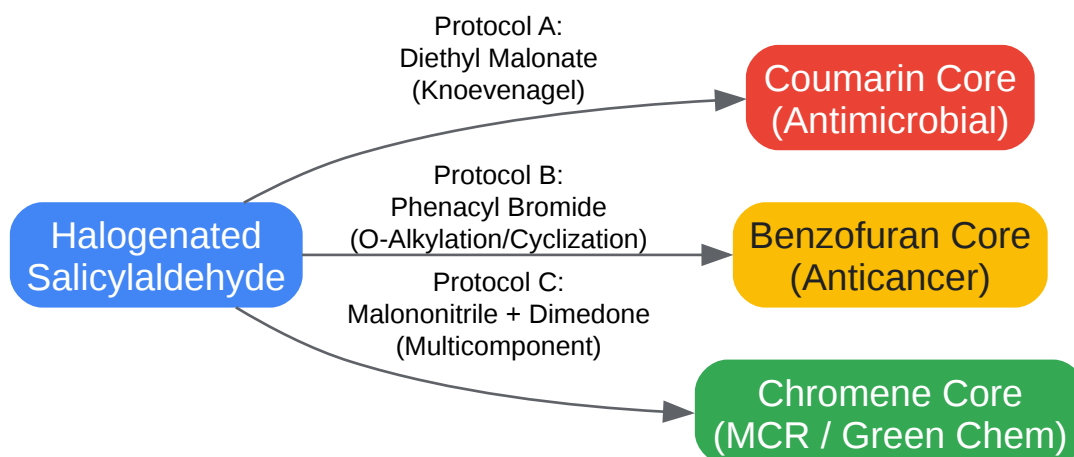 Protocol A:
Diethyl Malonate
(Knoevenagel)
Coumarin Core
(Antimicrobial)
Halogenated
Salicylaldehyde
Protocol B:
Phenacyl Bromide
(O-Alkylation/Cyclization)
Benzofuran Core
(Anticancer)
Protocol C:
Malononitrile + Dimedone
(Multicomponent)
Chromene Core
(MCR / Green Chem)